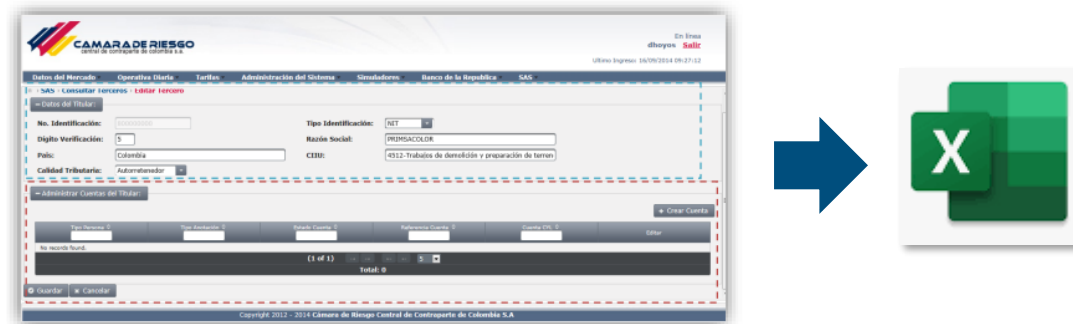 CAMARA DE RIESGO
central de contraparte de colombia s.a.
En línea
dhoyos Salir
Ultimo Ingreso: 16/09/2014 09:27:12
Datos del Mercado Operativa Diaria Tarifas Administración del Sistema Simuladores Banco de la Republica SAS
SAS Consultar Terceros Editar Tercero
Datos del Titular:
No. Identificación: Tipo Identificación: NIT
Dígito Verificación: 5 Razón Social: PRIMSACOLOR
País: Colombia CIIU: 4512-Trabajos de demolición y preparación de terren
Calidad Tributaria: Autorretenedor
Administrar Cuentas del Titular:
Crear Cuenta
Tipo Persona Estado Cuenta Referencia Cuenta Editar
No records found.
(1 of 1) 5
Total: 0
Guardar Cancelar
Copyright 2012 - 2014 Cámara de Riesgo Central de Contraparte de Colombia S.A
X